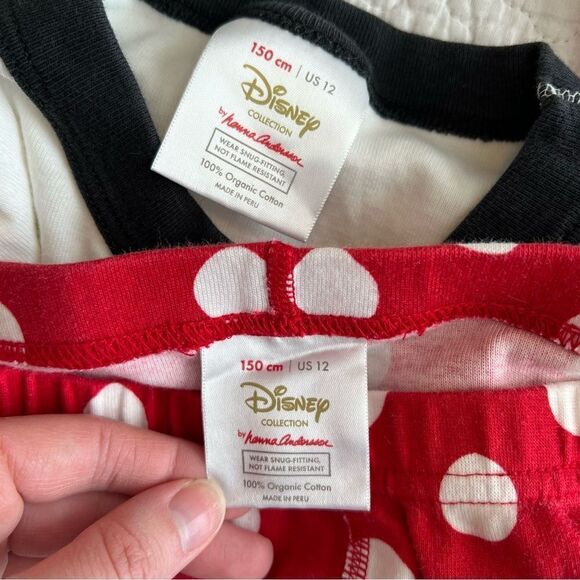 150 cm | US 12
Disney
COLLECTION
by hanna andersson
WEAR SNUG-FITTING,
NOT FLAME RESISTANT
100% Organic Cotton
MADE IN PERU
150 cm | US 12
Disney
COLLECTION
by hanna andersson
WEAR SNUG-FITTING,
NOT FLAME RESISTANT
100% Organic Cotton
MADE IN PERU